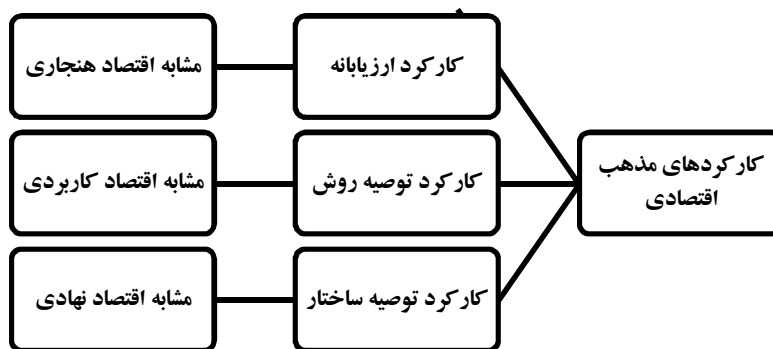 کارکردهای مذهب
اقتصادی
کارکرد ارزیابانه
مشابه اقتصاد هنجاری
کارکرد توصیه روش
مشابه اقتصاد کاربردی
کارکرد توصیه ساختار
مشابه اقتصاد نهادی